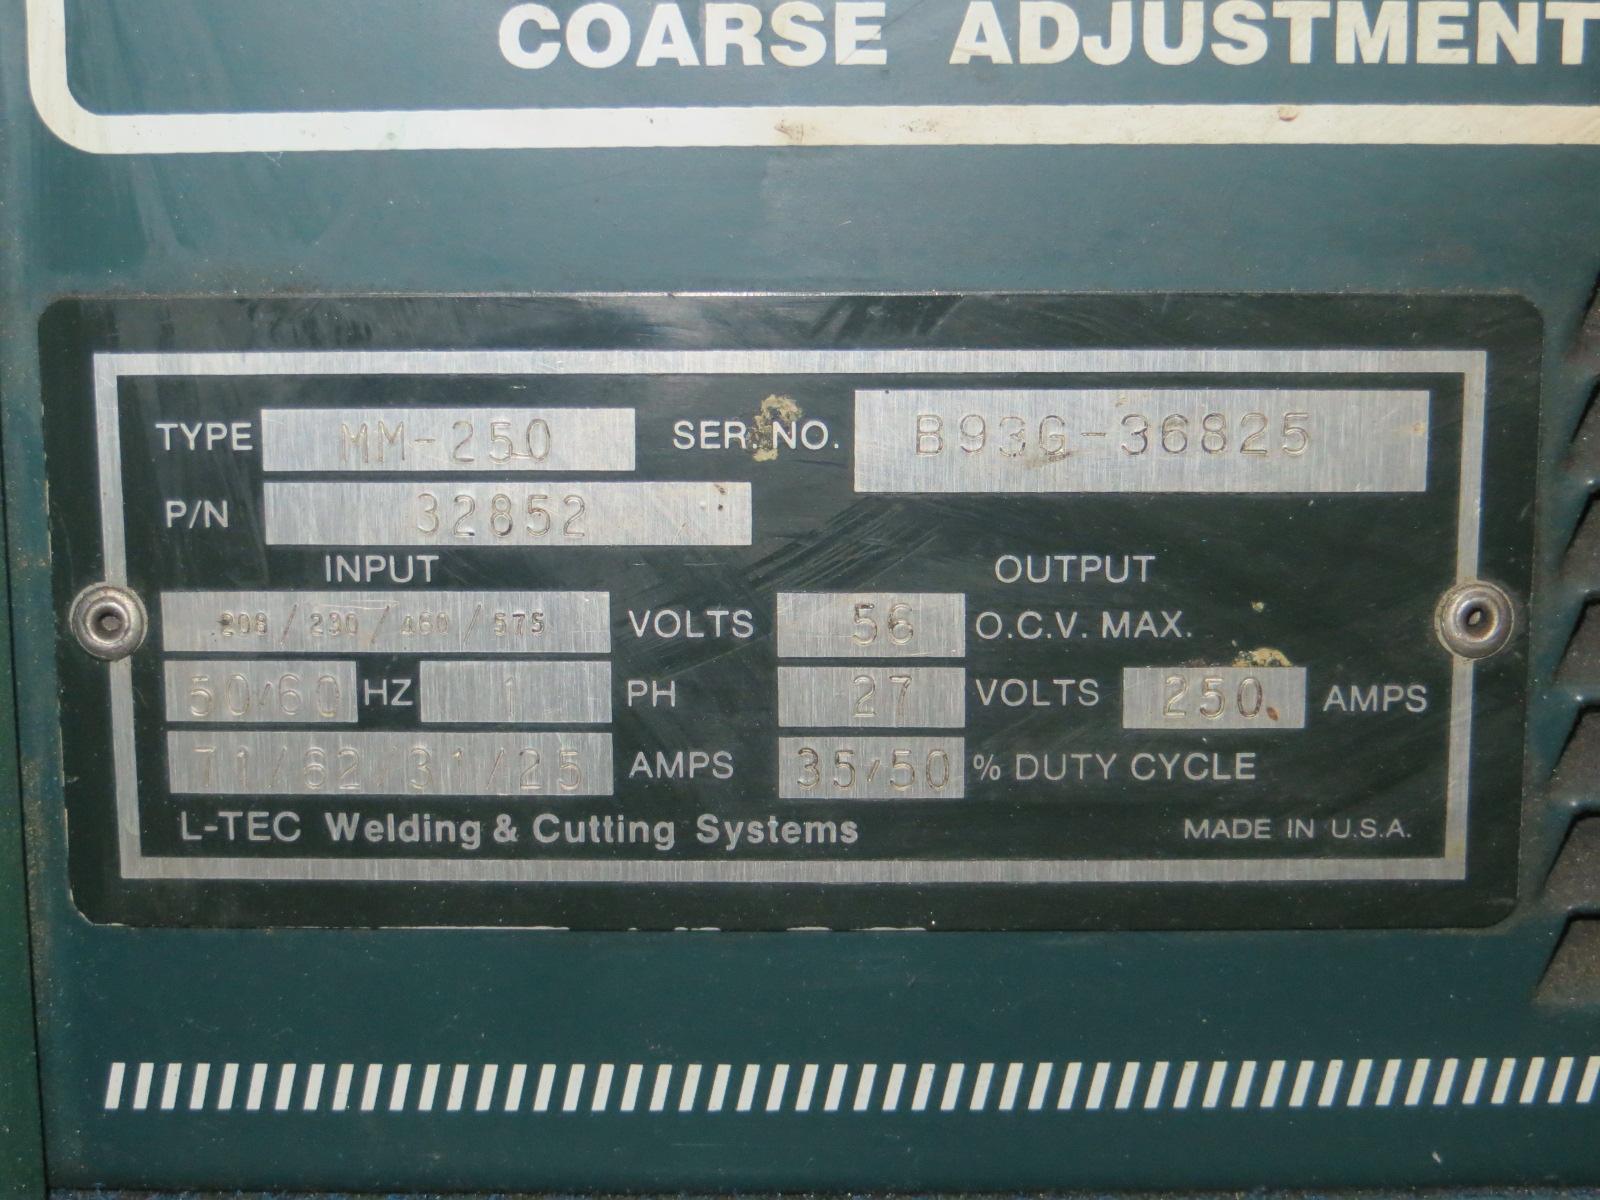 COARSE ADJUSTMENT
TYPE MM-250 SER. NO. B93G-36825
P/N 32852
INPUT OUTPUT
208/230/460/575 VOLTS 56 O.C.V. MAX.
50/60 HZ 1 PH 27 VOLTS 250 AMPS
71/62/31/25 AMPS 35/50 % DUTY CYCLE
L-TEC Welding & Cutting Systems MADE IN U.S.A.